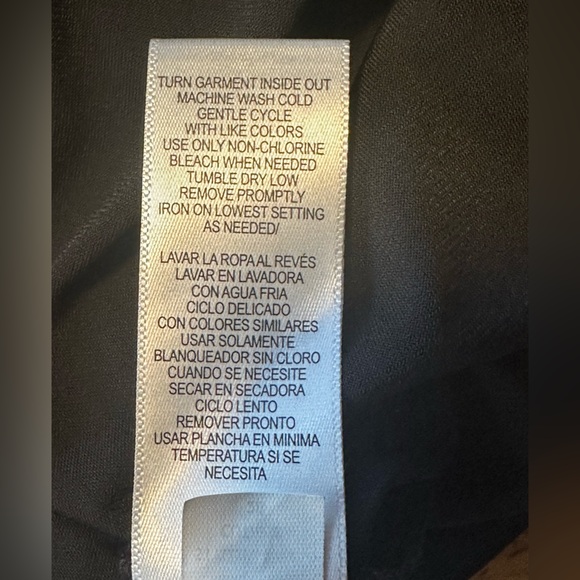 TURN GARMENT INSIDE OUT
MACHINE WASH COLD
GENTLE CYCLE
WITH LIKE COLORS
USE ONLY NON-CHLORINE
BLEACH WHEN NEEDED
TUMBLE DRY LOW
REMOVE PROMPTLY
IRON ON LOWEST SETTING
AS NEEDED/
LAVAR LA ROPA AL REVÉS
LAVAR EN LAVADORA
CON AGUA FRIA
CICLO DELICADO
CON COLORES SIMILARES
USAR SOLAMENTE
BLANQUEADOR SIN CLORO
CUANDO SE NECESITE
SECAR EN SECADORA
CICLO LENTO
REMOVER PRONTO
USAR PLANCHA EN MINIMA
TEMPERATURA SI SE
NECESITA